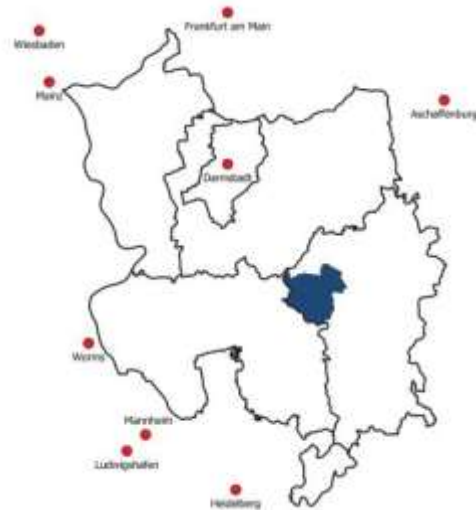 Frankfurt am Main
Wiesbaden
Mainz
Aschaffenburg
Darmstadt
Worms
Mannheim
Ludwigshafen
Heidelberg